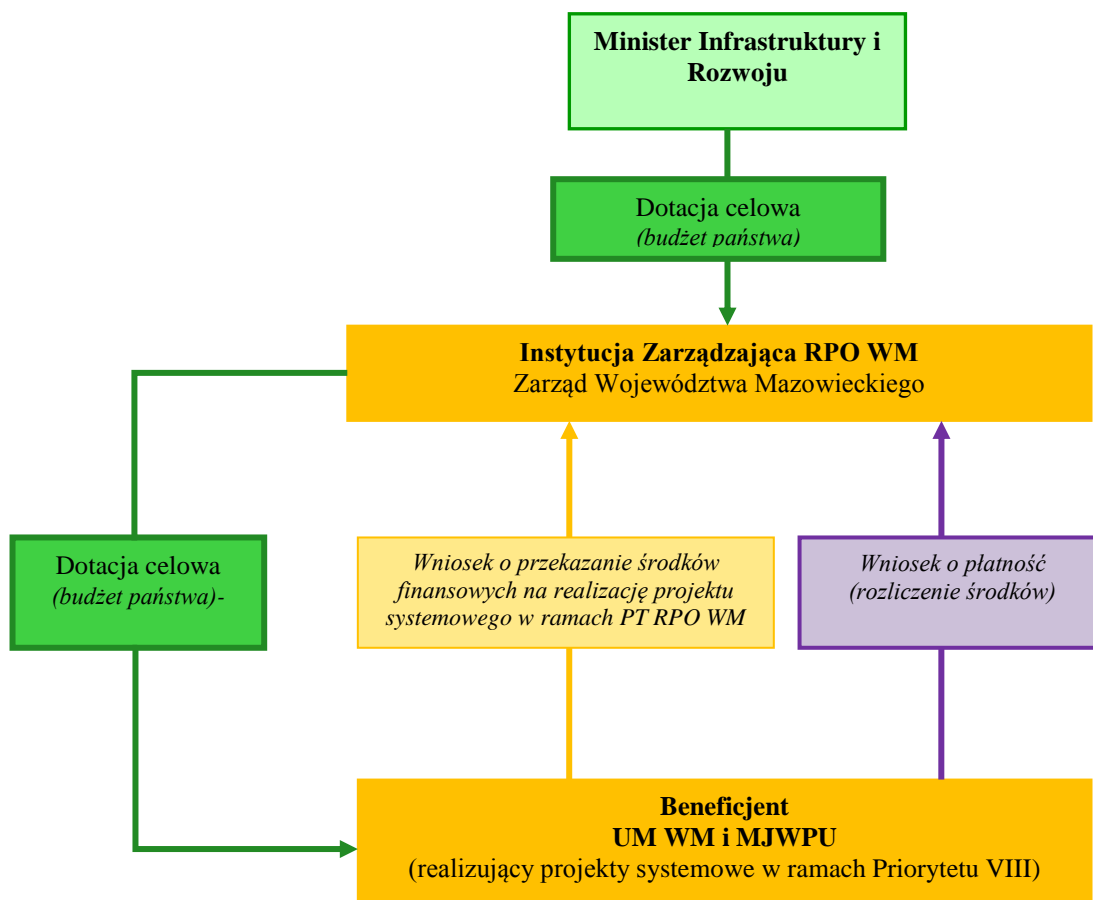 Minister Infrastruktury i
Rozwoju
Dotacja celowa
(budżet państwa)
Instytucja Zarządzająca RPO WM
Zarząd Województwa Mazowieckiego
Dotacja celowa
(budżet państwa)-
Wniosek o przekazanie środków
finansowych na realizację projektu
systemowego w ramach PT RPO WM
Wniosek o płatność
(rozliczenie środków)
Beneficjent
UM WM i MJWPU
(realizujący projekty systemowe w ramach Priorytetu VIII)